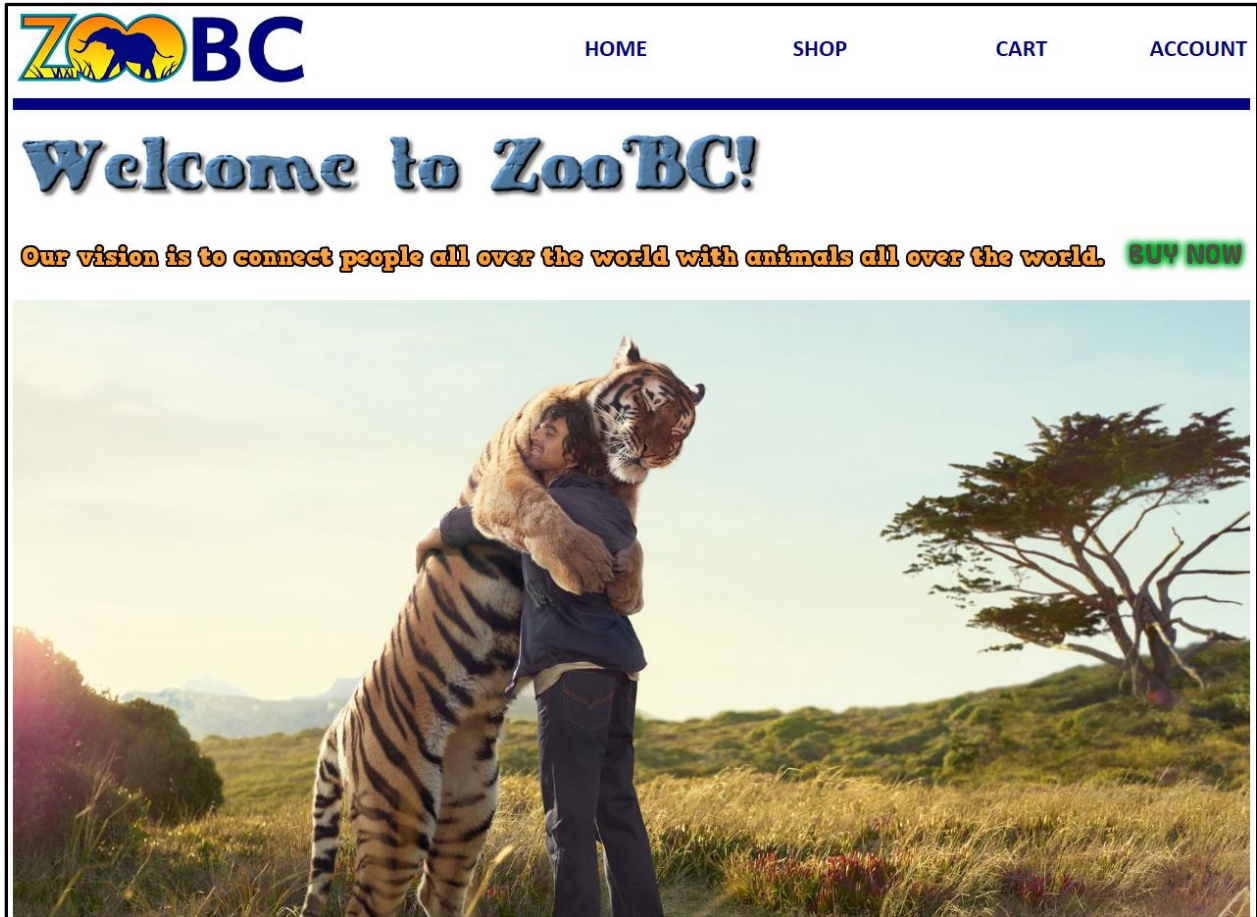 ZOOBC
HOME SHOP CART ACCOUNT
Welcome to ZooBC!
Our vision is to connect people all over the world with animals all over the world. BUY NOW